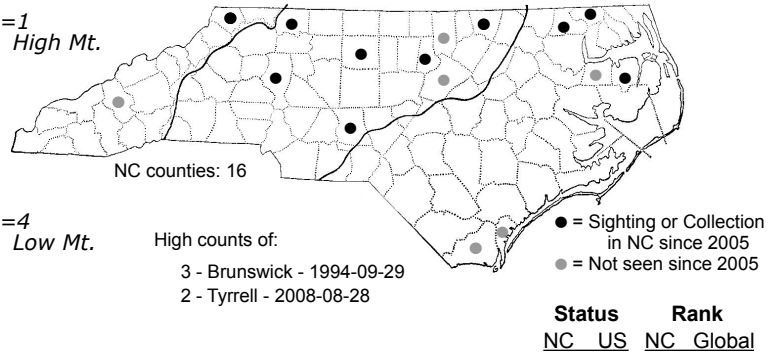 =1
High Mt.
NC counties: 16
=4
Low Mt.
High counts of:
3 - Brunswick - 1994-09-29
2 - Tyrrell - 2008-08-28
= Sighting or Collection
in NC since 2005
= Not seen since 2005
Status Rank
NC US NC Global